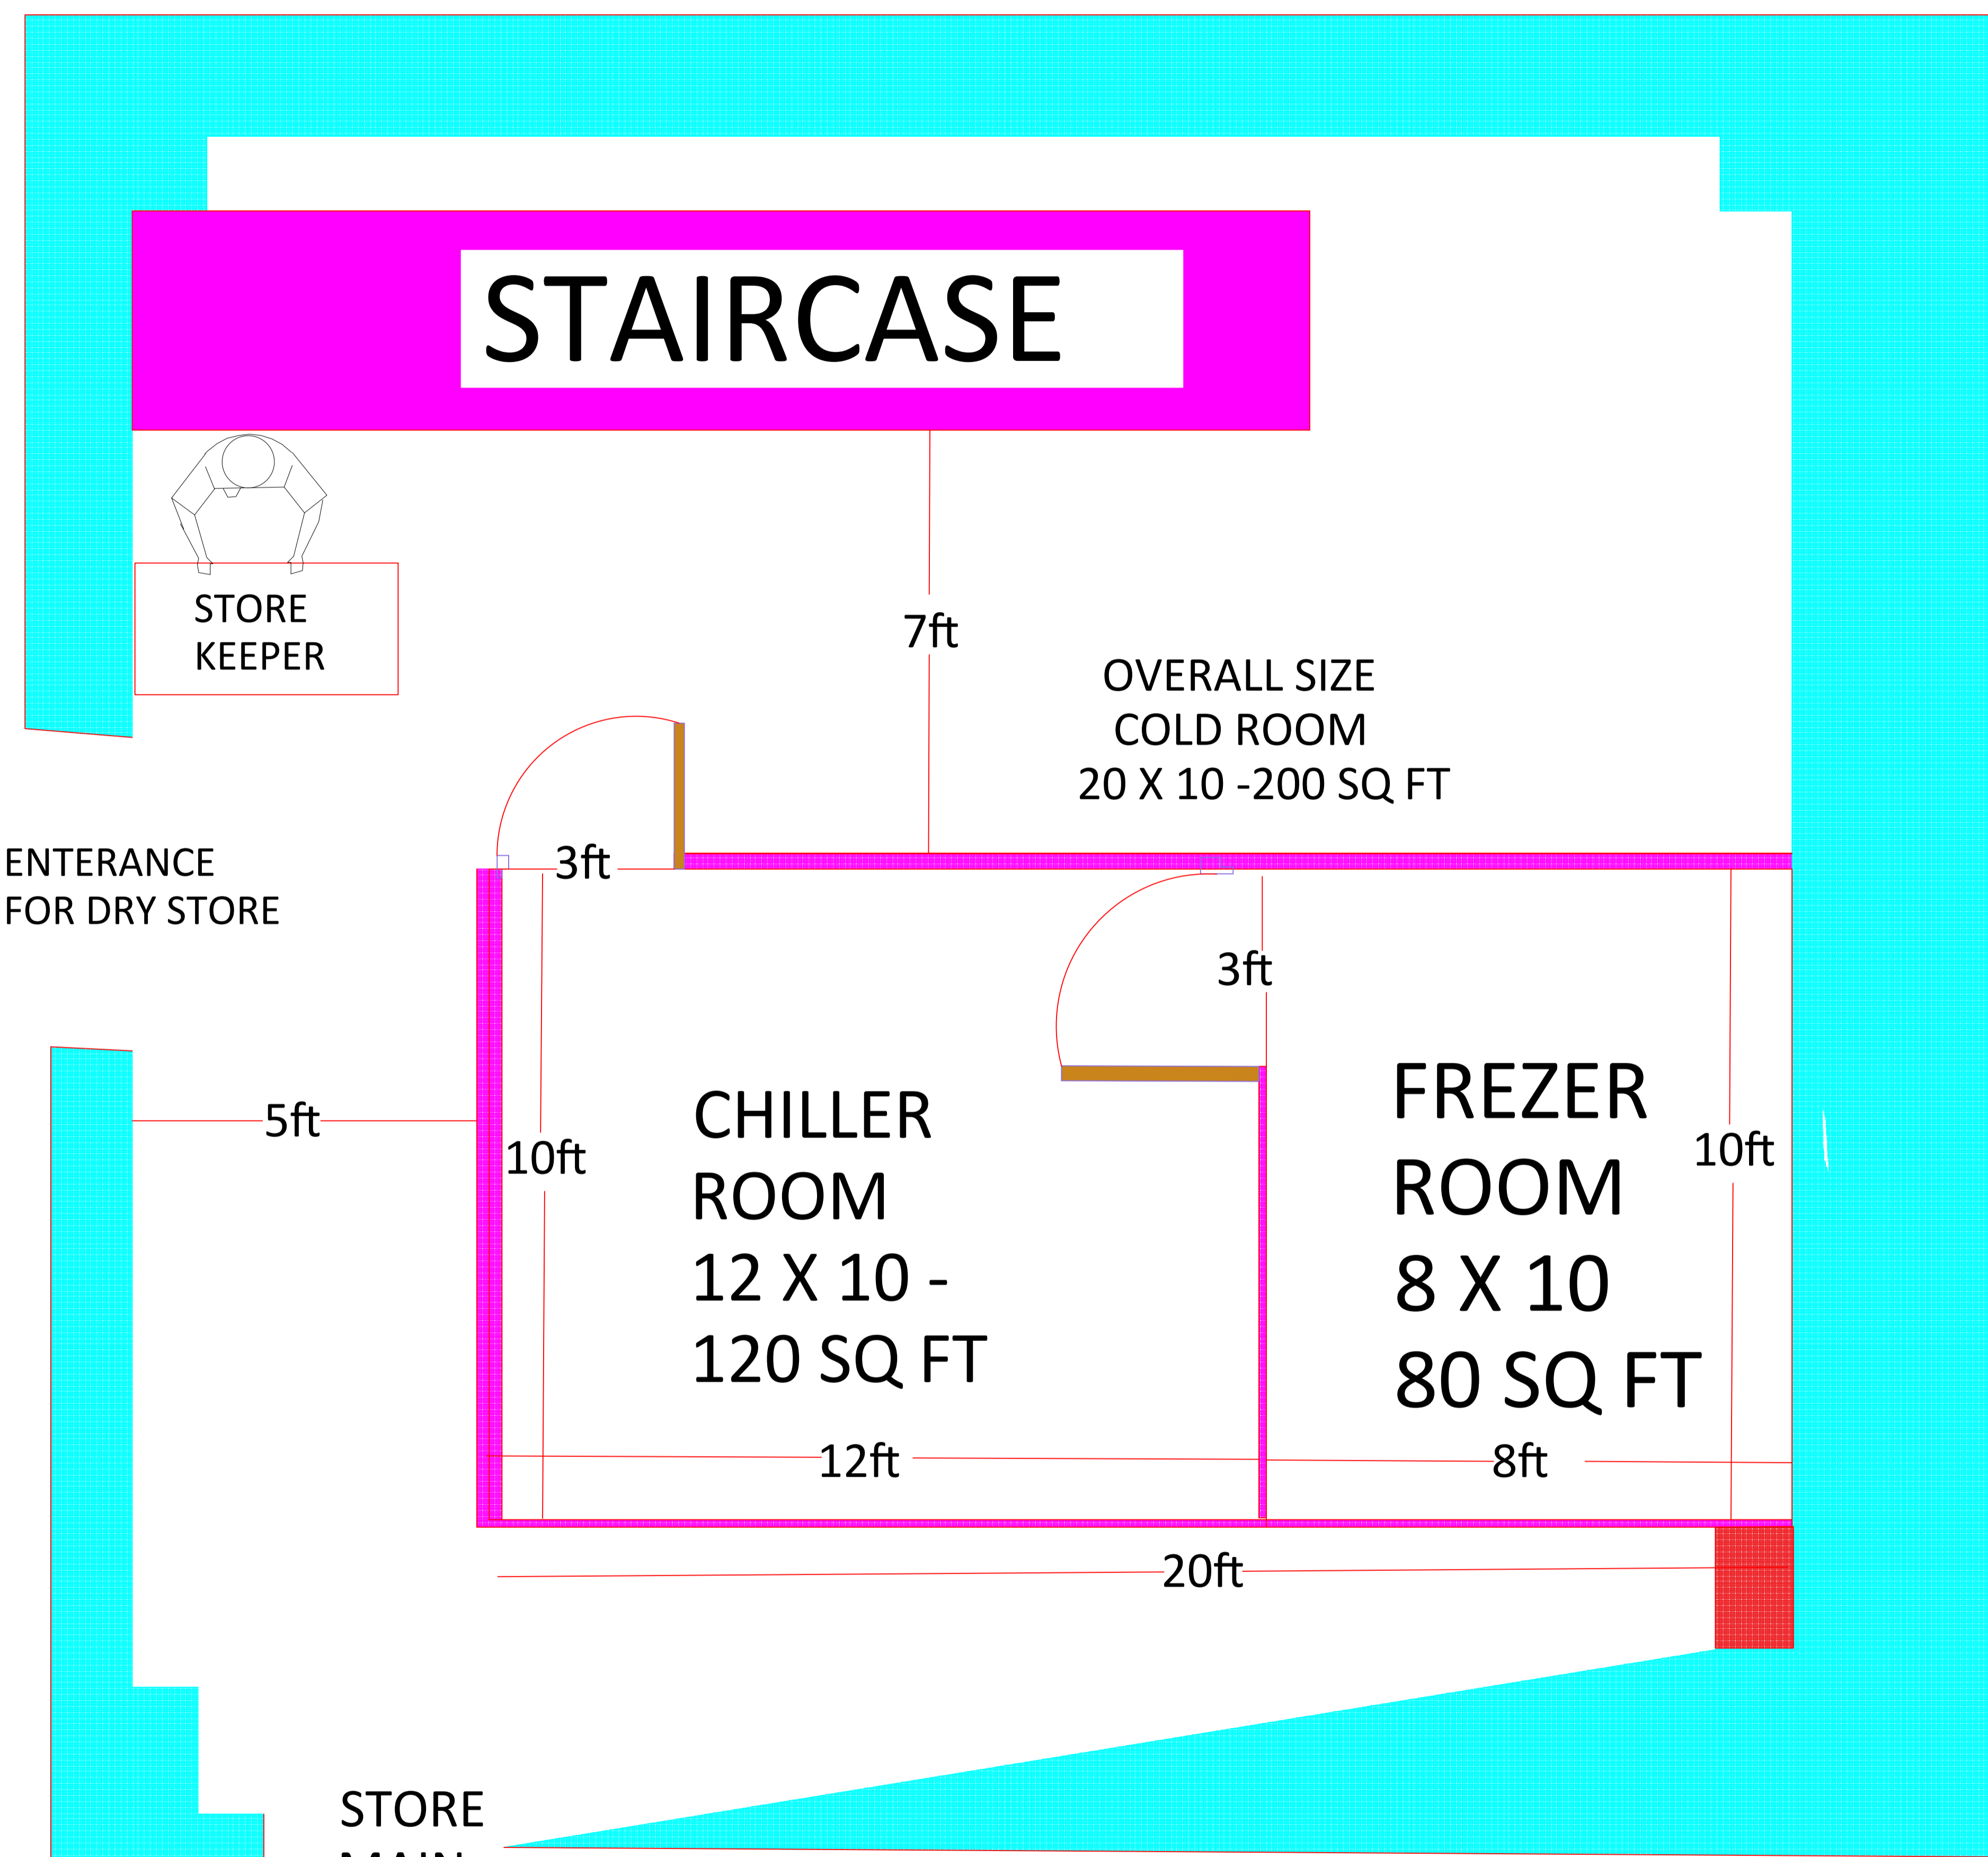 STAIRCASE
STORE
KEEPER
7ft
OVERALL SIZE
COLD ROOM
20 X 10 -200 SQ FT
ENTERANCE
FOR DRY STORE
3ft
3ft
5ft
10ft
CHILLER
ROOM
12 X 10 -
120 SQ FT
FREZER
ROOM
8 X 10
80 SQ FT
10ft
12ft
8ft
20ft
STORE
MAIN